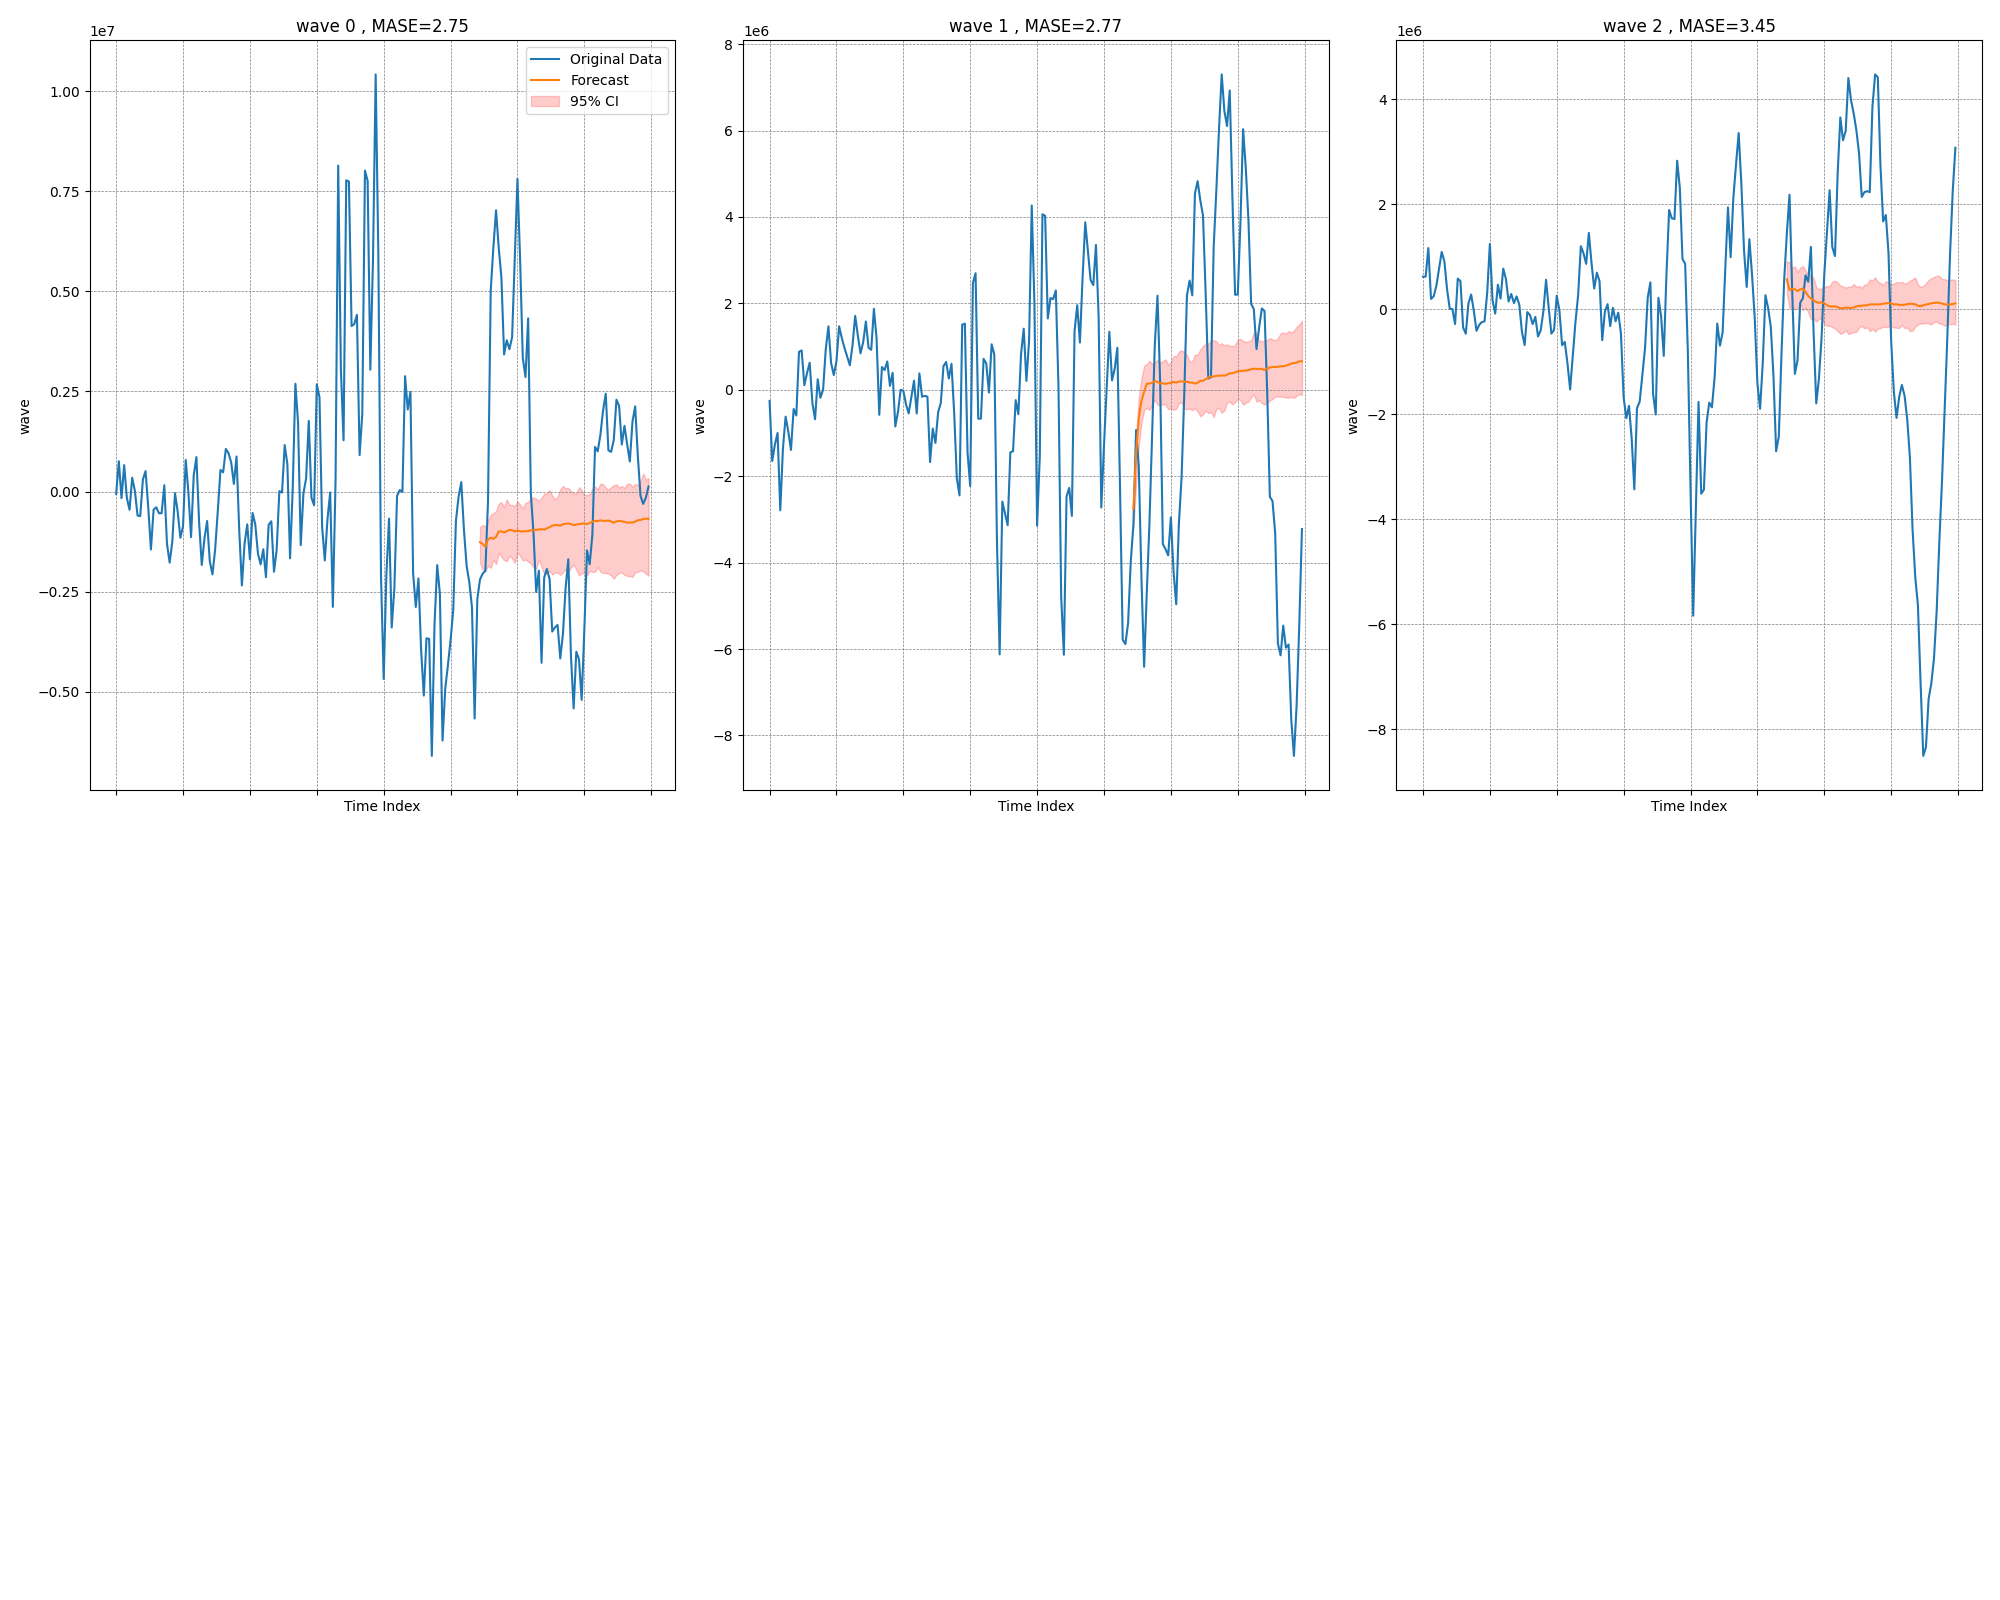 wave 0 , MASE=2.75
1e7
1.00
0.75
0.50
0.25
0.00
−0.25
−0.50
wave
Time Index
Original Data
Forecast
95% CI
wave 1 , MASE=2.77
1e6
8
6
4
2
0
−2
−4
−6
−8
wave
Time Index
wave 2 , MASE=3.45
1e6
4
2
0
−2
−4
−6
−8
wave
Time Index